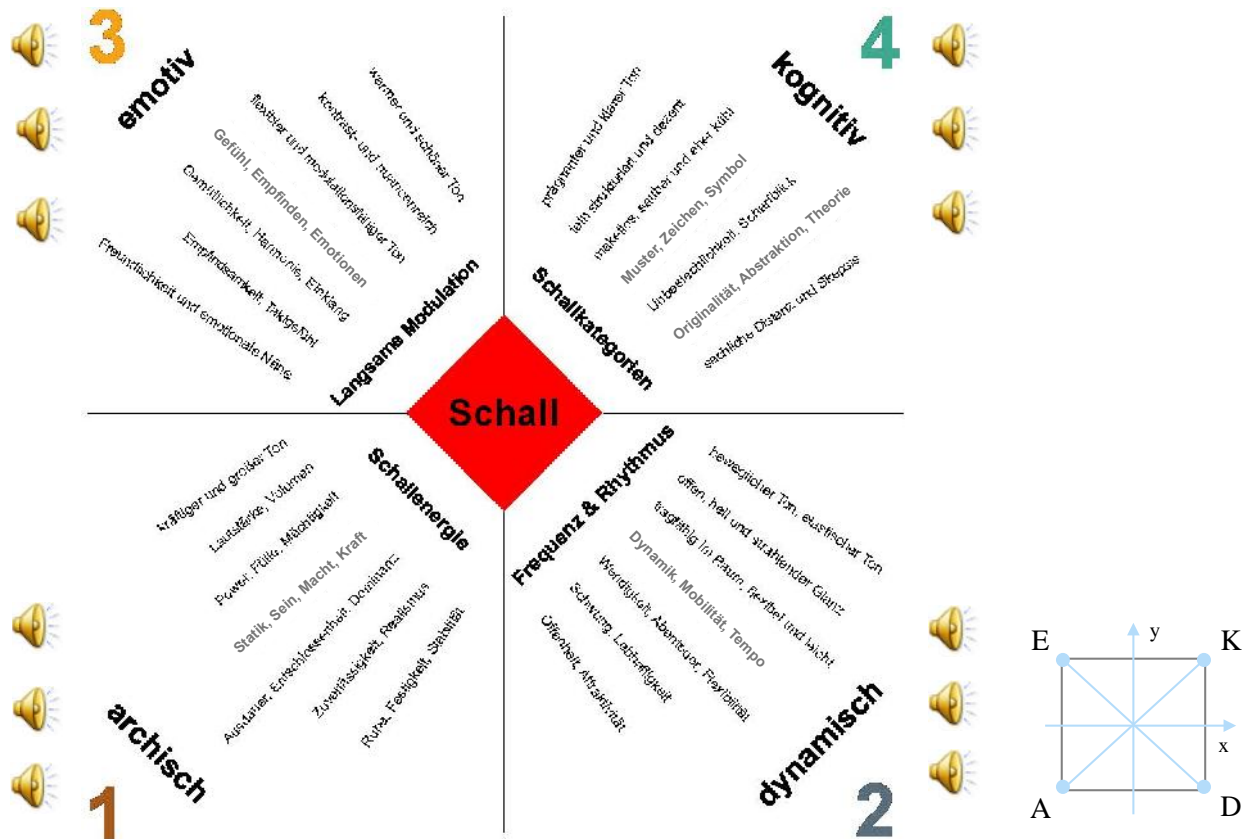 3
emotiv
warmer und schöner Ton
kontrast- und nuancenreich
flexibler und modulationsfähiger Ton
Gefühl, Empfinden, Emotionen
Gemütlichkeit, Harmonie, Einklang
Empfindsamkeit, Taktgefühl
Freundlichkeit und emotionale Nähe
Langsame Modulation
4
kognitiv
prägnanter und klarer Ton
fein strukturiert und dezent
makellos, sauber und eher kühl
Muster, Zeichen, Symbol
Unbestechlichkeit, Scharfblick
Originalität, Abstraktion, Theorie
sachliche Distanz und Skepsis
Schallkategorien
Schall
Schallenergie
kräftiger und großer Ton
Lautstärke, Volumen
Power, Fülle, Mächtigkeit
Statik, Sein, Macht, Kraft
Ausdauer, Entschlossenheit, Dominanz
Zuverlässigkeit, Realismus
Ruhe, Festigkeit, Stabilität
archisch
1
Frequenz & Rhythmus
beweglicher Ton, elastischer Ton
offen, hell und strahlender Glanz
tragfähig im Raum, flexibel und leicht
Dynamik, Mobilität, Tempo
Wendigkeit, Abenteuer, Flexibilität
Schwung, Lebhaftigkeit
Offenheit, Attraktivität
dynamisch
2
E
y
K
x
A
D